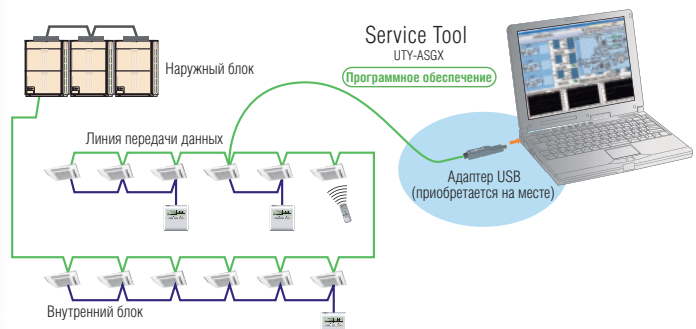 Service Tool
UTY-ASGX
Программное обеспечение
Наружный блок
Линия передачи данных
Адаптер USB
(приобретается на месте)
Внутренний блок